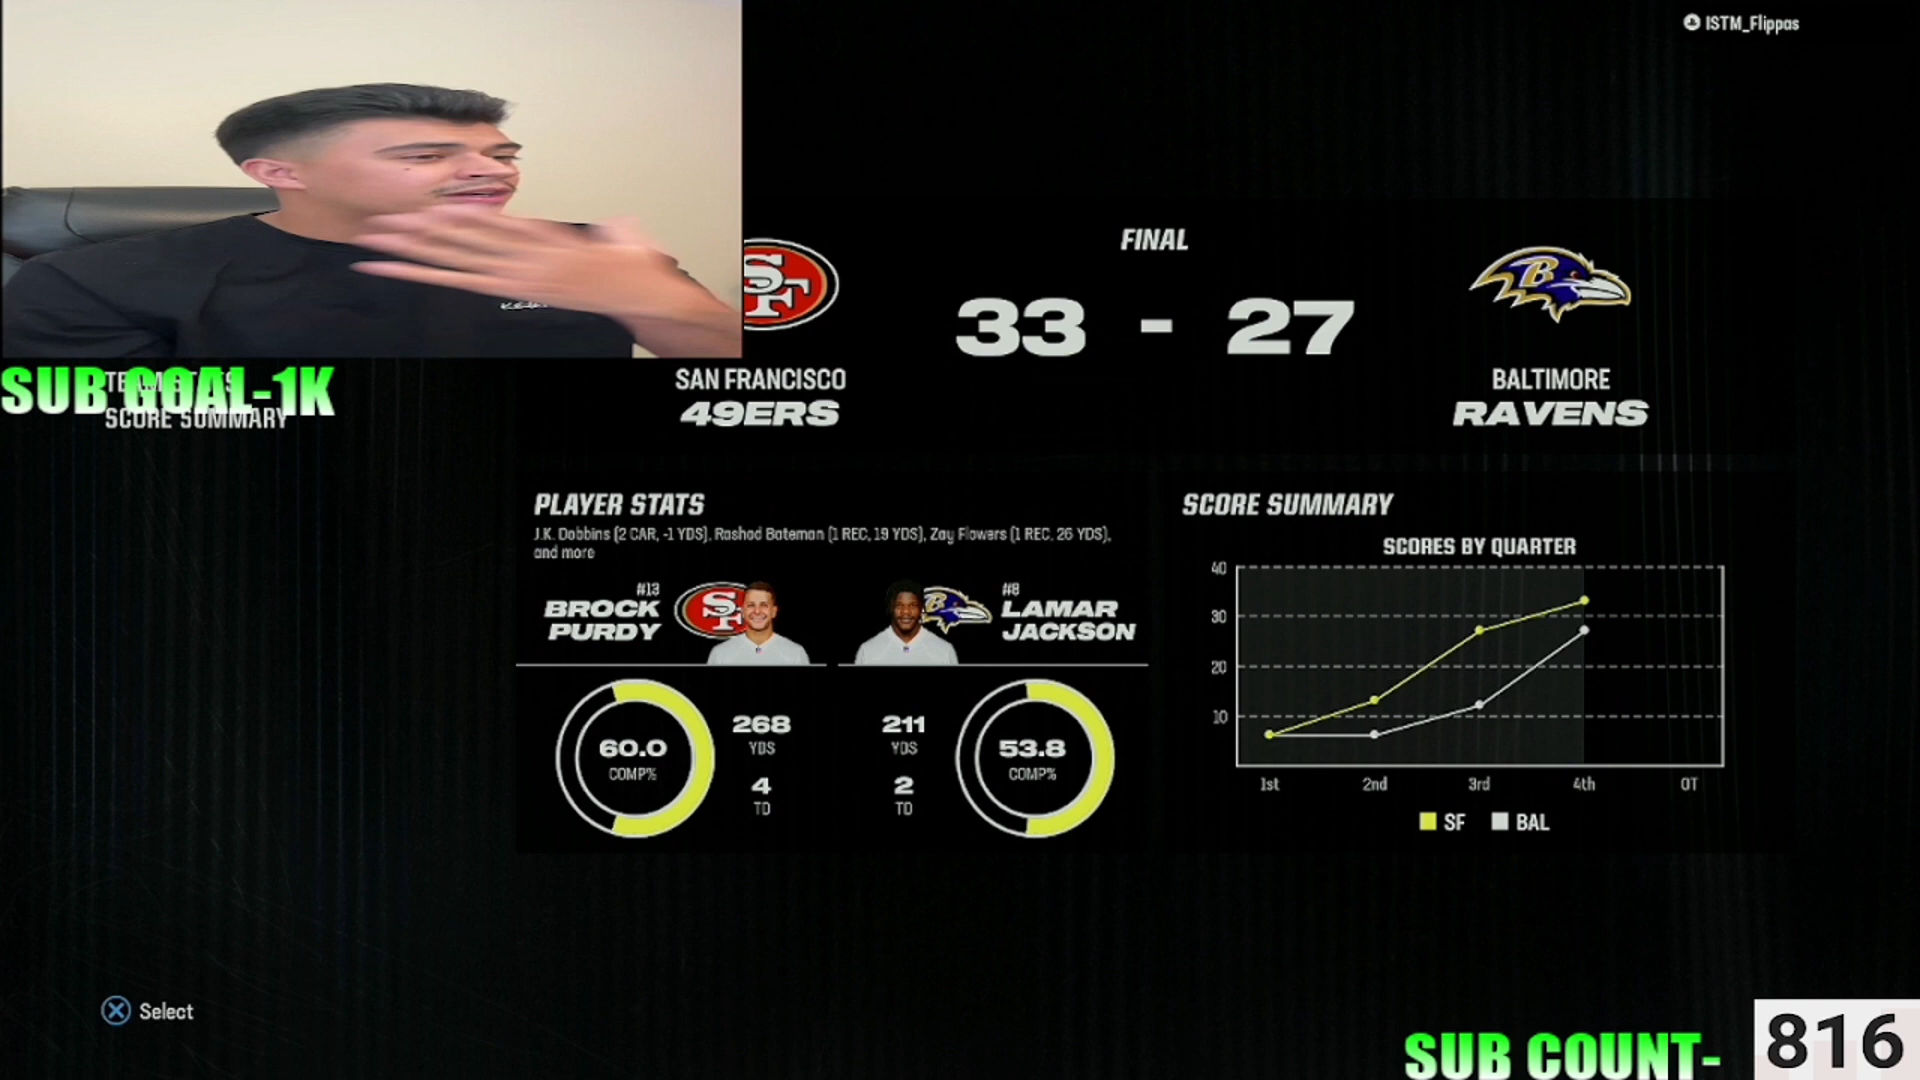 ISTM_Flippas
FINAL
33 - 27
SAN FRANCISCO
49ERS
BALTIMORE
RAVENS
SUB GOAL-1K
SCORE SUMMARY
PLAYER STATS
J.K. Dobbins (2 CAR, -1 YDS), Rashod Bateman (1 REC, 19 YDS), Zay Flowers (1 REC, 26 YDS),
and more
#13
BROCK
PURDY
SF
#8
LAMAR
JACKSON
B
60.0
COMP%
268
YDS
4
TD
211
YDS
2
TD
53.8
COMP%
SCORE SUMMARY
SCORES BY QUARTER
40
30
20
10
1st 2nd 3rd 4th OT
SF BAL
Select
SUB COUNT-
816